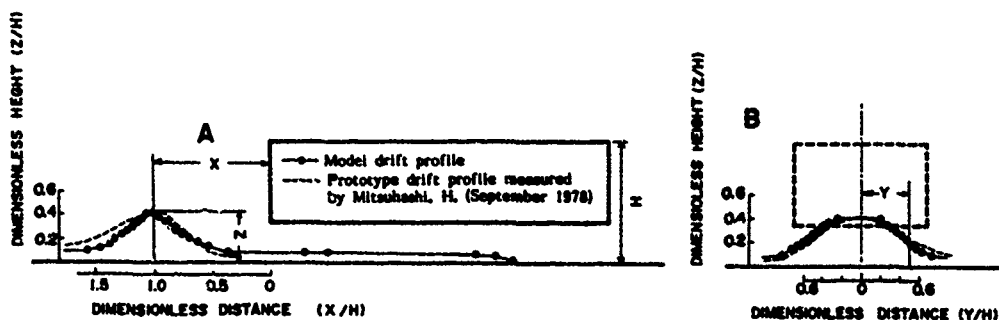 DIMENSIONLESS HEGHT (Z/H)
A
X
Model drift profile
Prototype drift profile measured
by Mitsuhashi, H. (September 1978)
H
Z
0.6
0.4
0.2
1.5
1.0
0.5
0
DIMENSIONLESS DISTANCE (X/H)
DIMENSIONLESS HEIGHT (Z/H)
B
Y
0.6
0.4
0.2
0.6
0
0.6
DIMENSIONLESS DISTANCE (Y/H)